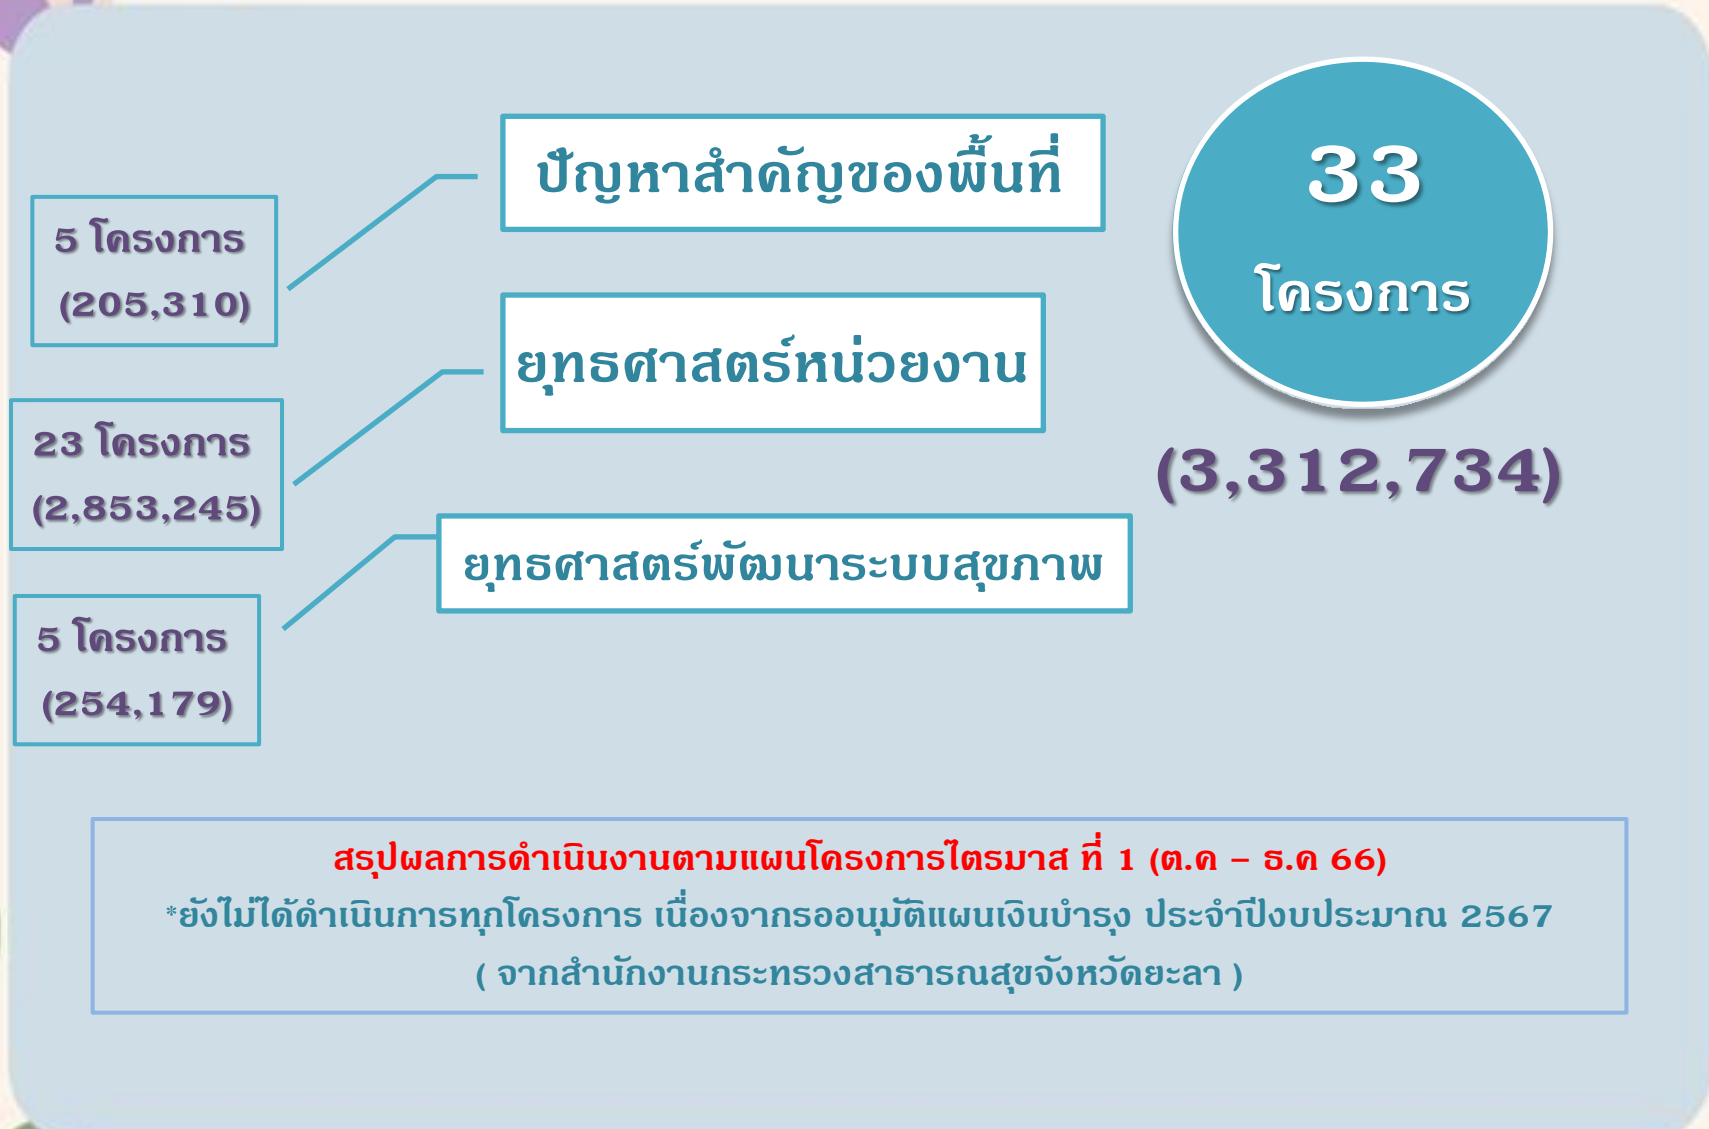 ปัญหาสำคัญของพื้นที่
5 โครงการ
(205,310)
ยุทธศาสตร์หน่วยงาน
23 โครงการ
(2,853,245)
ยุทธศาสตร์พัฒนาระบบสุขภาพ
5 โครงการ
(254,179)
33
โครงการ
(3,312,734)
สรุปผลการดำเนินงานตามแผนโครงการไตรมาส ที่ 1 (ต.ค – ธ.ค 66)
*ยังไม่ได้ดำเนินการทุกโครงการ เนื่องจากรออนุมัติแผนเงินบำรุง ประจำปีงบประมาณ 2567
( จากสำนักงานกระทรวงสาธารณสุขจังหวัดยะลา )